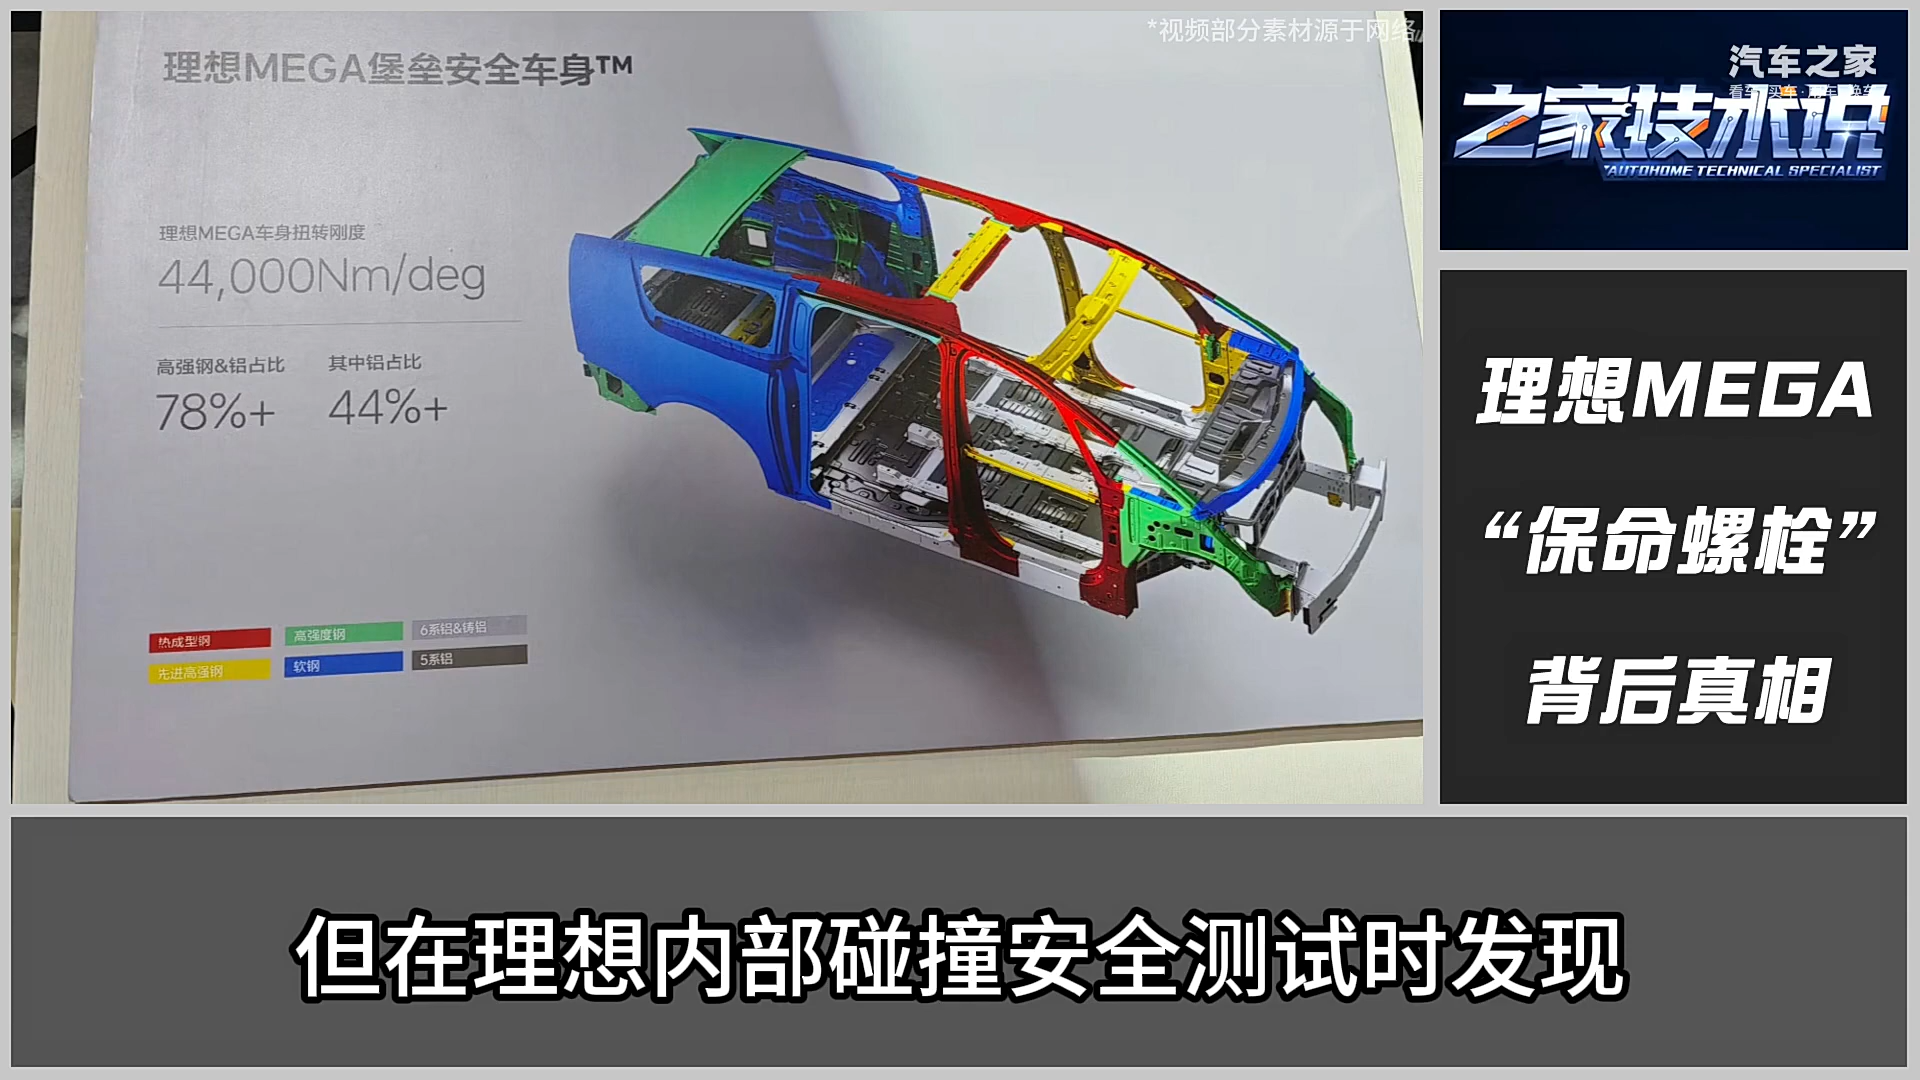 *视频部分素材源于网络
理想MEGA堡垒安全车身™
理想MEGA车身扭转刚度
44,000Nm/deg
高强钢&铝占比
其中铝占比
78%+
44%+
热成型钢
高强度钢
6系铝&铸铝
先进高强钢
软钢
5系铝
汽车之家
之家技术说
AUTOHOME TECHNICAL SPECIALIST
理想MEGA
“保命螺栓”
背后真相
但在理想内部碰撞安全测试时发现